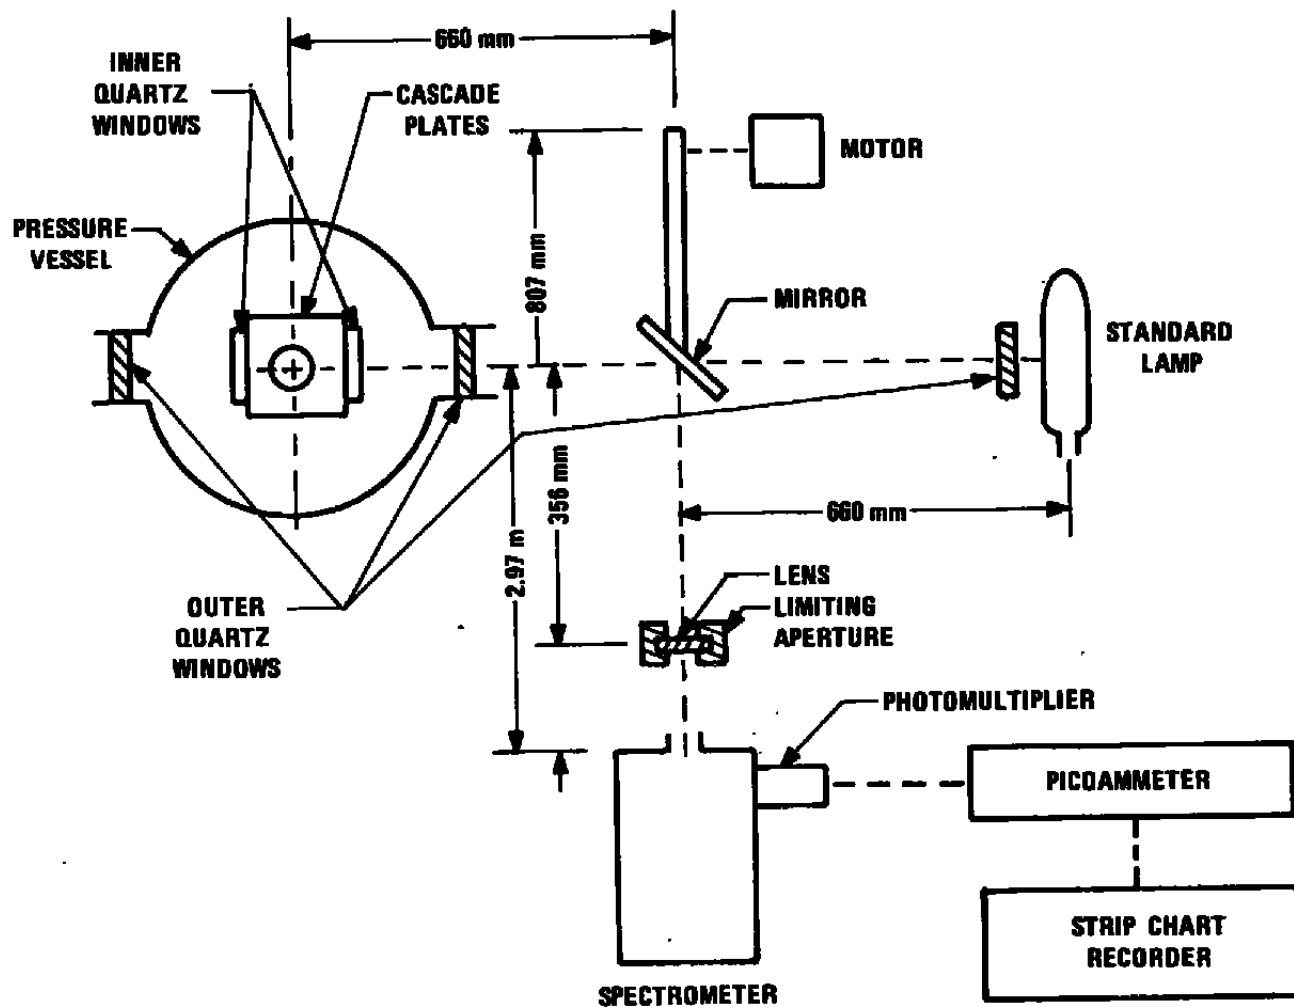 660 mm
INNER
QUARTZ
WINDOWS
CASCADE
PLATES
MOTOR
PRESSURE
VESSEL
807 mm
MIRROR
STANDARD
LAMP
356 mm
2.97 m
660 mm
OUTER
QUARTZ
WINDOWS
LENS
LIMITING
APERTURE
PHOTOMULTIPLIER
PICOAMMETER
STRIP CHART
RECORDER
SPECTROMETER